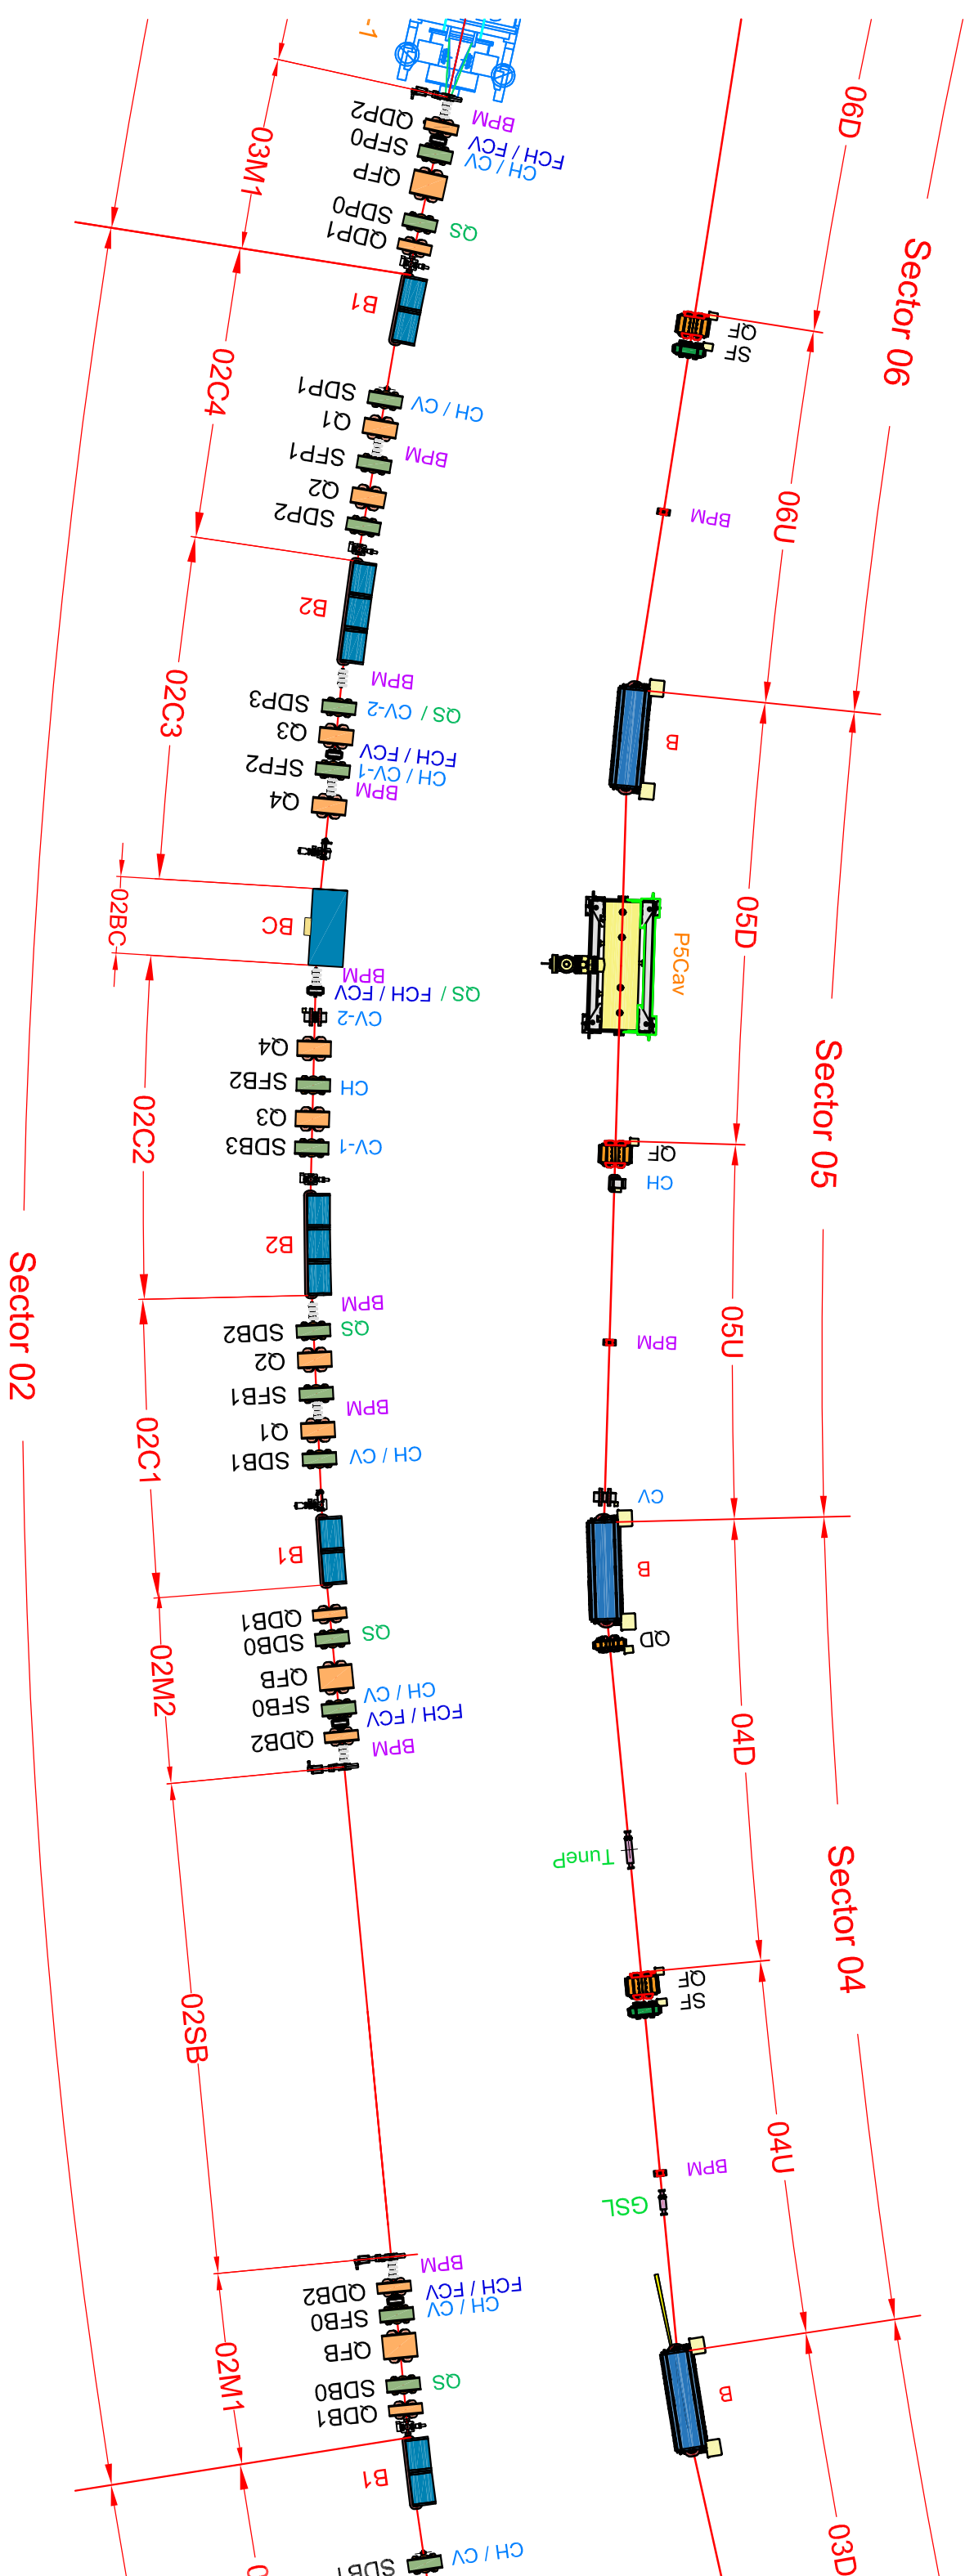 -1
03M1
QDP2
BPM
SFP0
FCH / FCV
CH / CV
QFP
SDP0
QS
QDP1
B1
02C4
SDP1
CH / CV
Q1
BPM
SFP1
Q2
SDP2
B2
02C3
BPM
SDP3
QS / CV-2
Q3
FCH / FCV
SFP2
CH / CV-1
BPM
Q4
02BC
BC
BPM
QS / FCH / FCV
CV-2
02C2
Q4
SFB2
CH
Q3
SDB3
CV-1
B2
Sector 02
BPM
SDB2
QS
Q2
SFB1
BPM
02C1
Q1
SDB1
CH / CV
B1
QDB1
02M2
SDB0
QS
QFB
CH / CV
SFB0
FCH / FCV
QDB2
BPM
02SB
BPM
QDB2
FCH / FCV
SFB0
CH / CV
QFB
02M1
SDB0
QS
QDB1
B1
SDB1
CH / CV
06D
Sector 06
QF
SF
06U
BPM
B
05D
P5Cav
Sector 05
QF
CH
05U
BPM
CV
B
QD
04D
TuneP
Sector 04
QF
SF
04U
BPM
GSL
B
03D